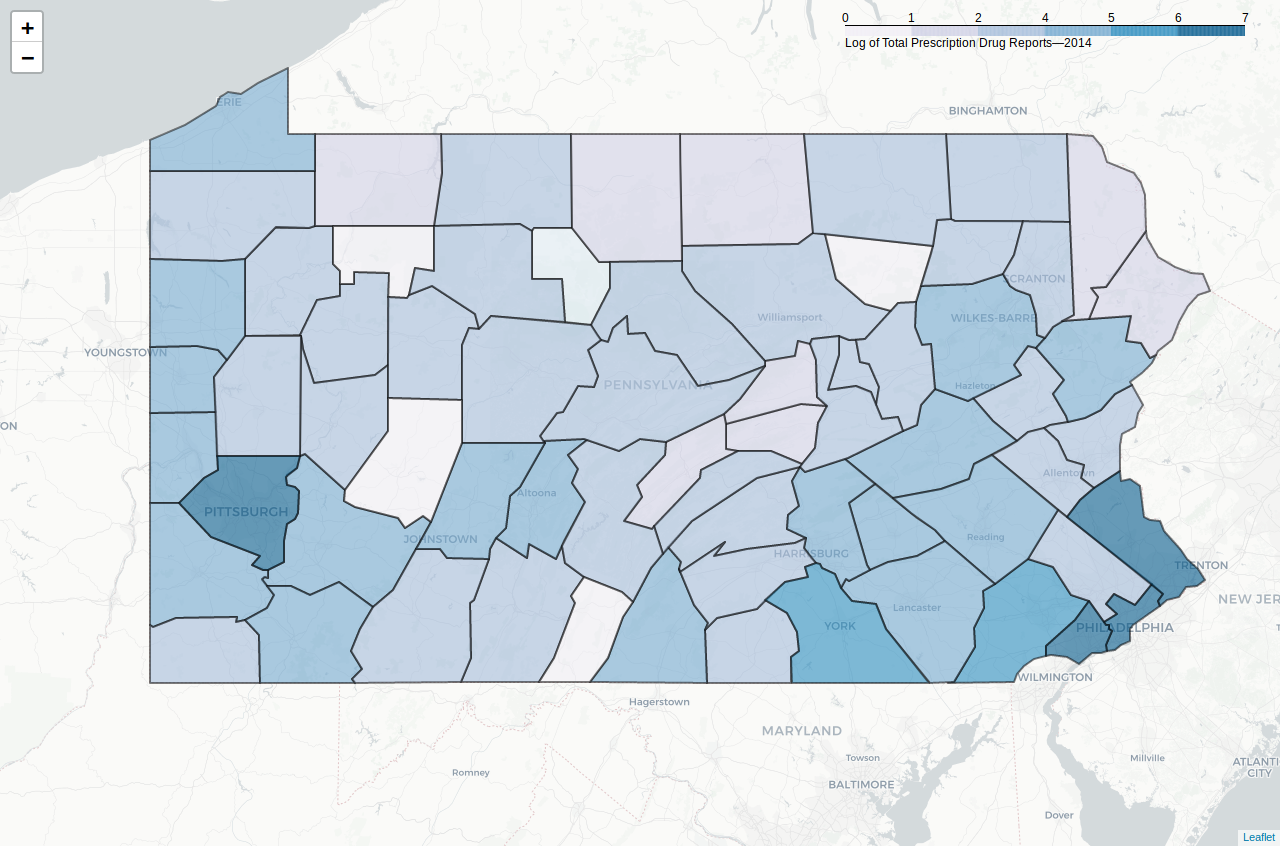 +
−
0 1 2 4 5 6 7
Log of Total Prescription Drug Reports—2014
ERIE
BINGHAMTON
SCRANTON
Williamsport
WILKES-BARRE
YOUNGSTOWN
PENNSYLVANIA
Hazleton
ON
Allentown
Altoona
PITTSBURGH
JOHNSTOWN
Reading
HARRISBURG
TRENTON
NEW JER
Lancaster
YORK
PHILADELPHIA
WILMINGTON
Hagerstown
MARYLAND
Towson
Millville
ATLANTI
CITY
Romney
BALTIMORE
Dover
Leaflet